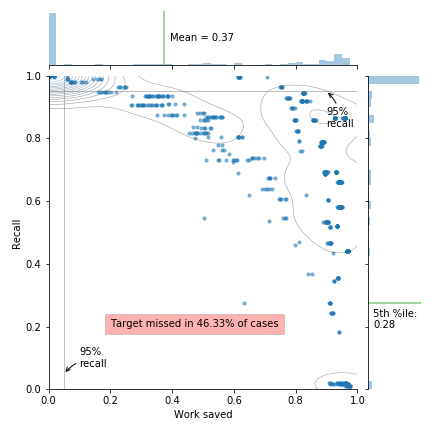 Mean = 0.37
1.0
0.8
0.6
0.4
0.2
0.0
Recall
95%
recall
Target missed in 46.33% of cases
95%
recall
5th %ile:
0.28
0.0 0.2 0.4 0.6 0.8 1.0
Work saved